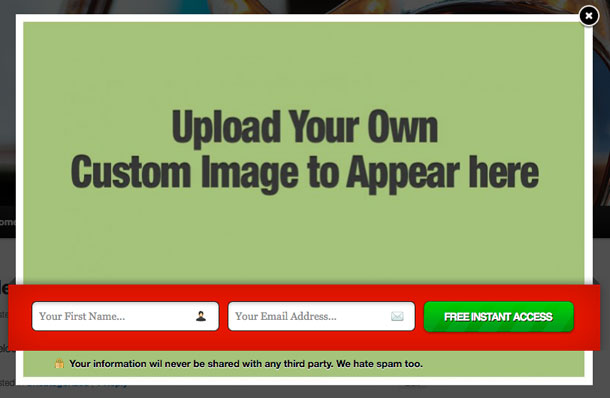 Upload Your Own
Custom Image to Appear here
Your First Name...
Your Email Address...
FREE INSTANT ACCESS
Your information wil never be shared with any third party. We hate spam too.